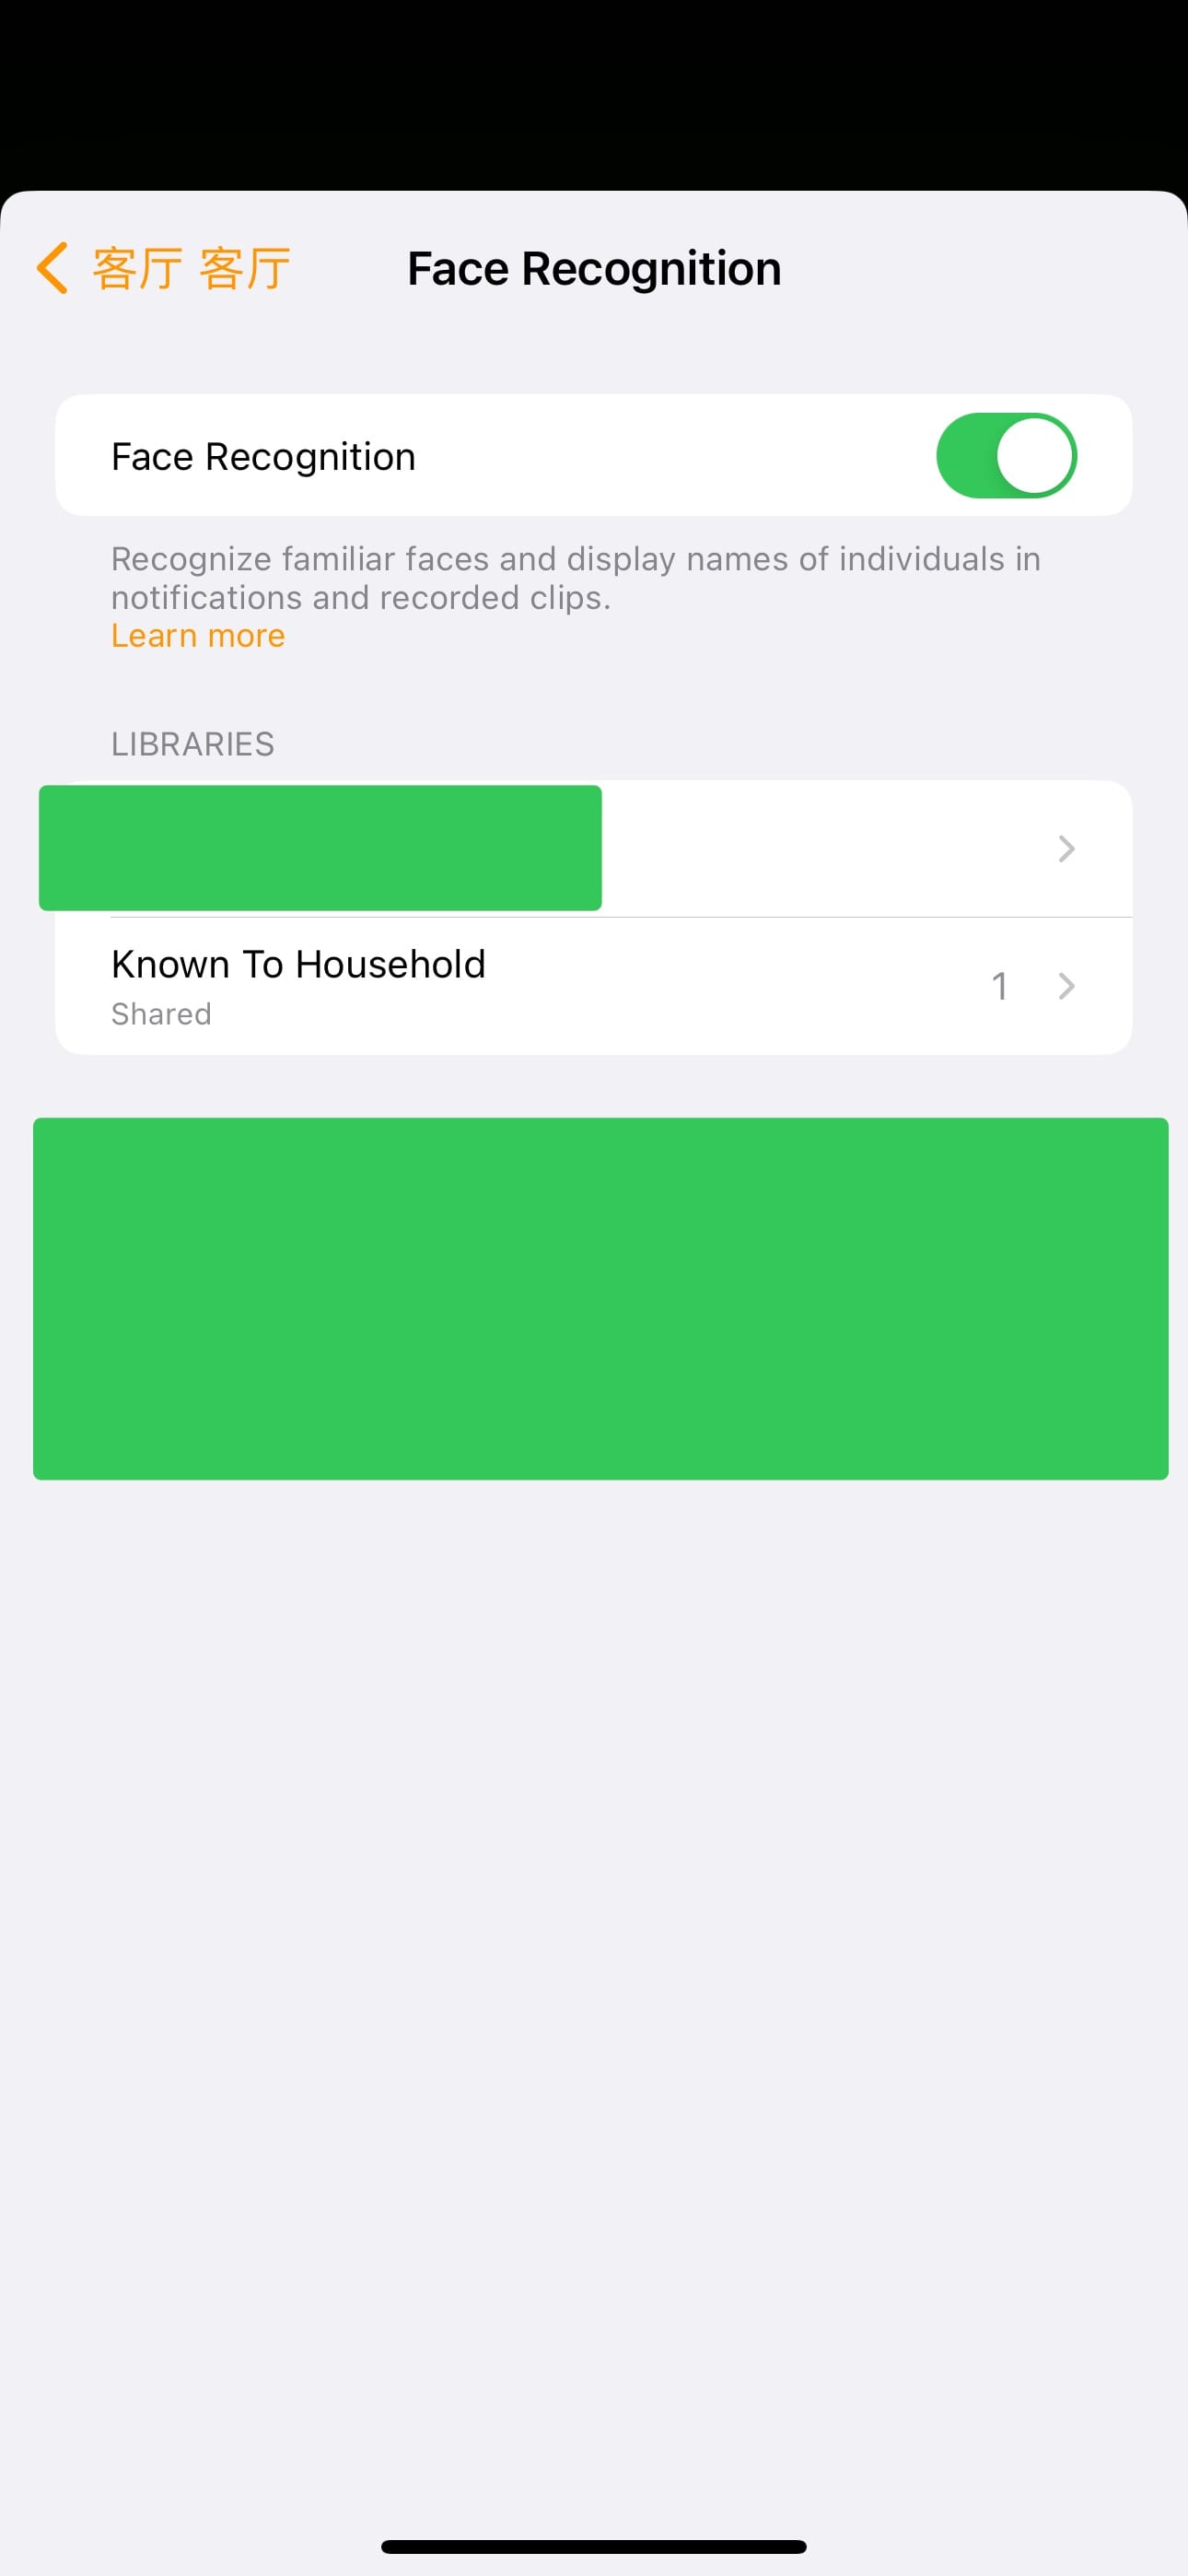 客厅 客厅
Face Recognition
Face Recognition
Recognize familiar faces and display names of individuals in
notifications and recorded clips.
Learn more
LIBRARIES
Known To Household
Shared
1